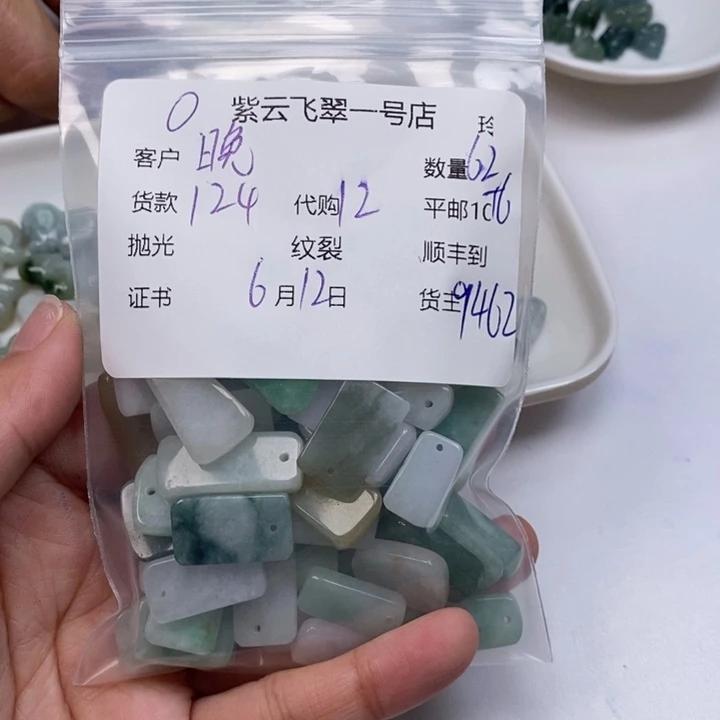 0 紫云飞翠一号店 玲
客户 晚 数量 62
货款 124 代购 12 平邮10 76
抛光 纹裂 顺丰到
证书 6月12日 货主 9462